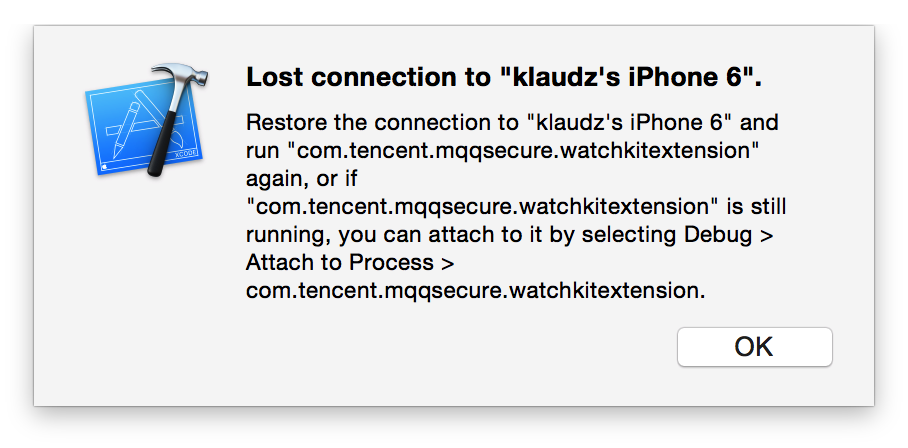 Lost connection to "klaudz's iPhone 6".
Restore the connection to "klaudz's iPhone 6" and
run "com.tencent.mqqsecure.watchkitextension"
again, or if
"com.tencent.mqqsecure.watchkitextension" is still
running, you can attach to it by selecting Debug >
Attach to Process >
com.tencent.mqqsecure.watchkitextension.
XCODE
OK